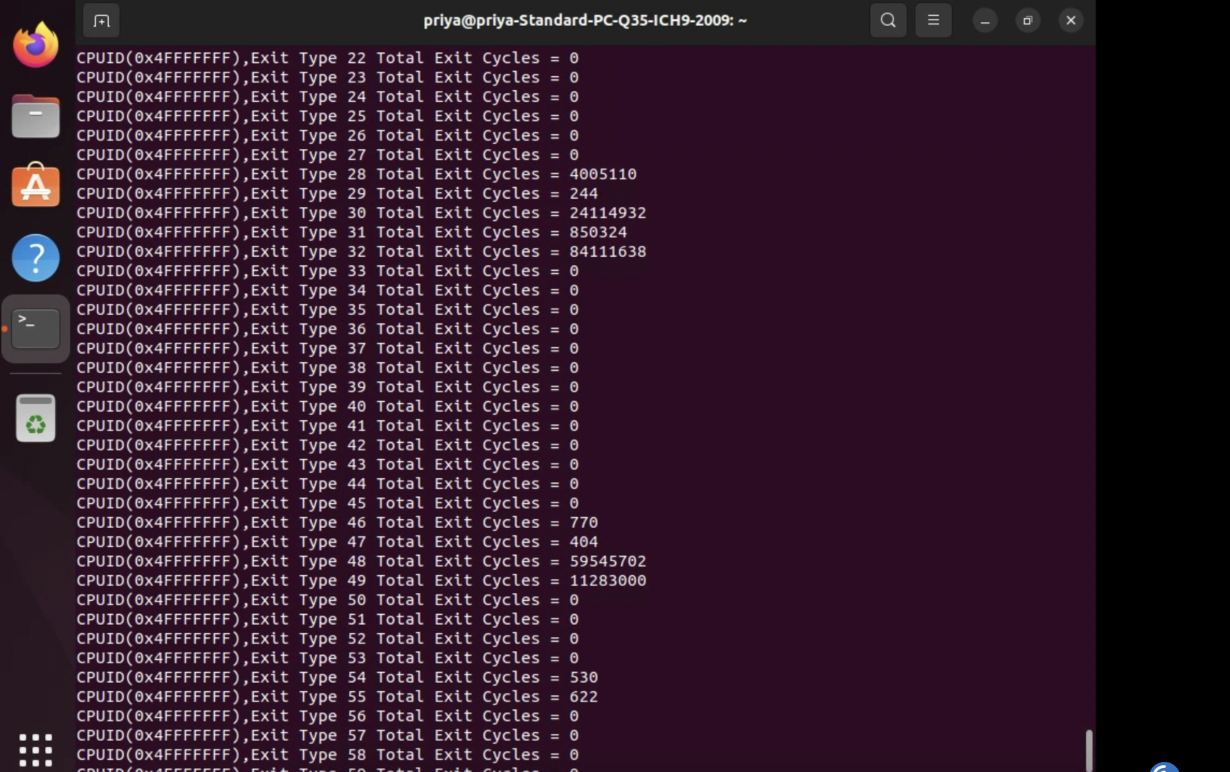 priya@priya-Standard-PC-Q35-ICH9-2009: ~
CPUID(0x4FFFFFFF),Exit Type 22 Total Exit Cycles = 0
CPUID(0x4FFFFFFF),Exit Type 23 Total Exit Cycles = 0
CPUID(0x4FFFFFFF),Exit Type 24 Total Exit Cycles = 0
CPUID(0x4FFFFFFF),Exit Type 25 Total Exit Cycles = 0
CPUID(0x4FFFFFFF),Exit Type 26 Total Exit Cycles = 0
CPUID(0x4FFFFFFF),Exit Type 27 Total Exit Cycles = 0
CPUID(0x4FFFFFFF),Exit Type 28 Total Exit Cycles = 4005110
CPUID(0x4FFFFFFF),Exit Type 29 Total Exit Cycles = 244
CPUID(0x4FFFFFFF),Exit Type 30 Total Exit Cycles = 24114932
CPUID(0x4FFFFFFF),Exit Type 31 Total Exit Cycles = 850324
CPUID(0x4FFFFFFF),Exit Type 32 Total Exit Cycles = 84111638
CPUID(0x4FFFFFFF),Exit Type 33 Total Exit Cycles = 0
CPUID(0x4FFFFFFF),Exit Type 34 Total Exit Cycles = 0
CPUID(0x4FFFFFFF),Exit Type 35 Total Exit Cycles = 0
CPUID(0x4FFFFFFF),Exit Type 36 Total Exit Cycles = 0
CPUID(0x4FFFFFFF),Exit Type 37 Total Exit Cycles = 0
CPUID(0x4FFFFFFF),Exit Type 38 Total Exit Cycles = 0
CPUID(0x4FFFFFFF),Exit Type 39 Total Exit Cycles = 0
CPUID(0x4FFFFFFF),Exit Type 40 Total Exit Cycles = 0
CPUID(0x4FFFFFFF),Exit Type 41 Total Exit Cycles = 0
CPUID(0x4FFFFFFF),Exit Type 42 Total Exit Cycles = 0
CPUID(0x4FFFFFFF),Exit Type 43 Total Exit Cycles = 0
CPUID(0x4FFFFFFF),Exit Type 44 Total Exit Cycles = 0
CPUID(0x4FFFFFFF),Exit Type 45 Total Exit Cycles = 0
CPUID(0x4FFFFFFF),Exit Type 46 Total Exit Cycles = 770
CPUID(0x4FFFFFFF),Exit Type 47 Total Exit Cycles = 404
CPUID(0x4FFFFFFF),Exit Type 48 Total Exit Cycles = 59545702
CPUID(0x4FFFFFFF),Exit Type 49 Total Exit Cycles = 11283000
CPUID(0x4FFFFFFF),Exit Type 50 Total Exit Cycles = 0
CPUID(0x4FFFFFFF),Exit Type 51 Total Exit Cycles = 0
CPUID(0x4FFFFFFF),Exit Type 52 Total Exit Cycles = 0
CPUID(0x4FFFFFFF),Exit Type 53 Total Exit Cycles = 0
CPUID(0x4FFFFFFF),Exit Type 54 Total Exit Cycles = 530
CPUID(0x4FFFFFFF),Exit Type 55 Total Exit Cycles = 622
CPUID(0x4FFFFFFF),Exit Type 56 Total Exit Cycles = 0
CPUID(0x4FFFFFFF),Exit Type 57 Total Exit Cycles = 0
CPUID(0x4FFFFFFF),Exit Type 58 Total Exit Cycles = 0